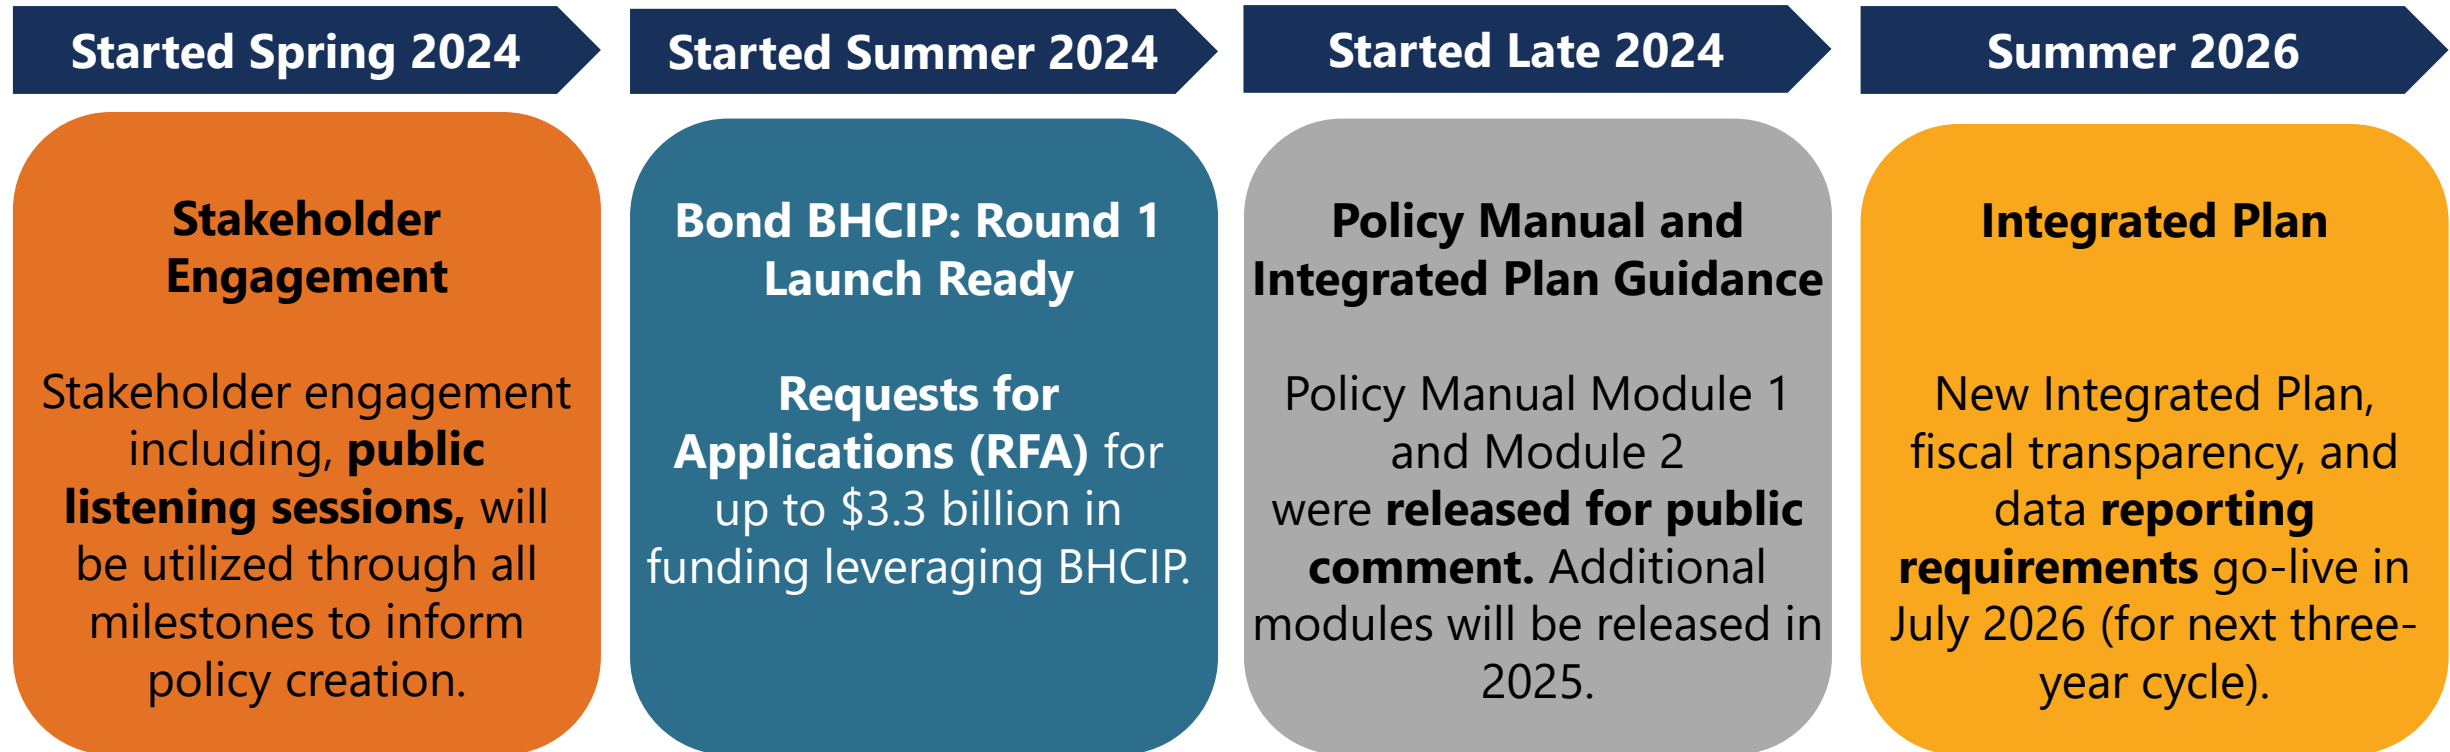 Started Spring 2024
Stakeholder
Engagement
Stakeholder engagement
including, public
listening sessions, will
be utilized through all
milestones to inform
policy creation.
Started Summer 2024
Bond BHCIP: Round 1
Launch Ready
Requests for
Applications (RFA) for
up to $3.3 billion in
funding leveraging BHCIP.
Started Late 2024
Policy Manual and
Integrated Plan Guidance
Policy Manual Module 1
and Module 2
were released for public
comment. Additional
modules will be released in
2025.
Summer 2026
Integrated Plan
New Integrated Plan,
fiscal transparency, and
data reporting
requirements go-live in
July 2026 (for next three-
year cycle).